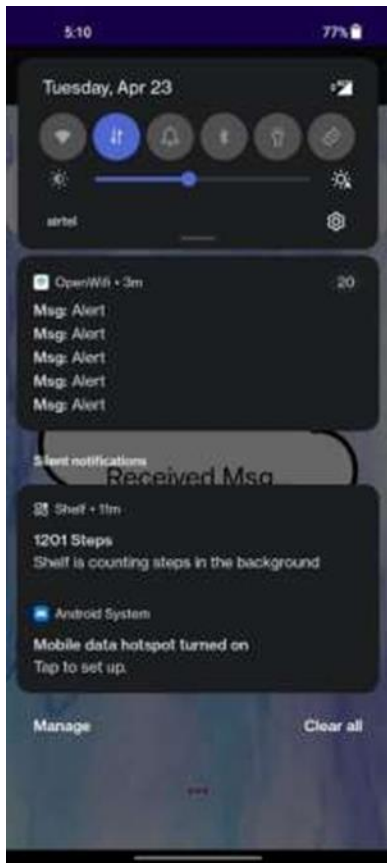 5:10 77%
Tuesday, Apr 23
airtel
OpenWifi • 3m 20
Msg: Alert
Msg: Alert
Msg: Alert
Msg: Alert
Msg: Alert
Silent notifications
Received Msg
Shelf • 11m
1201 Steps
Shelf is counting steps in the background
Android System
Mobile data hotspot turned on
Tap to set up.
Manage Clear all